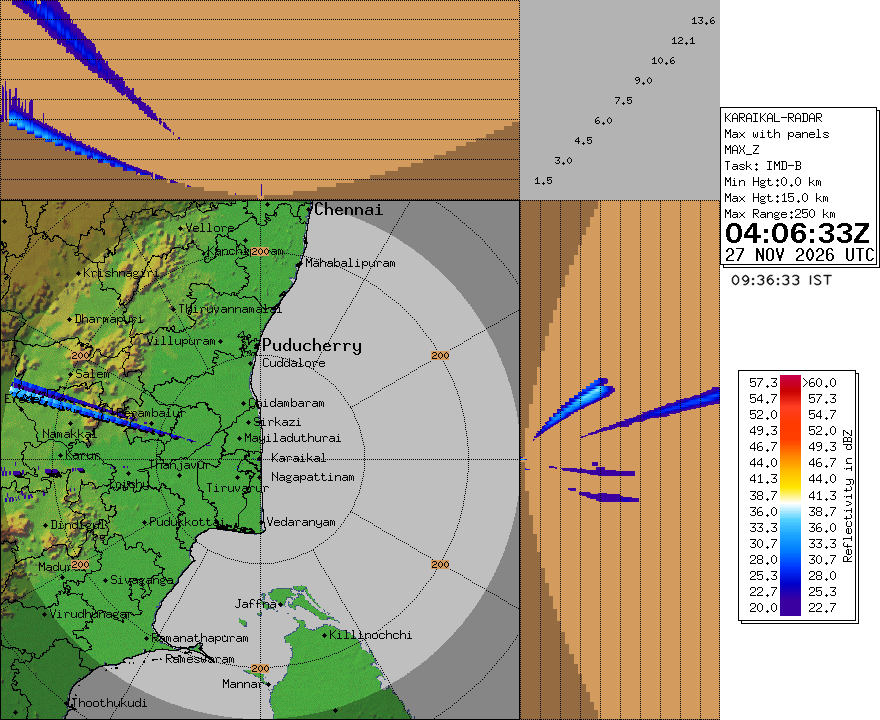 13.6
12.1
10.6
9.0
7.5
6.0
4.5
3.0
1.5
KARAIKAL-RADAR
Max with panels
MAX_Z
Task: IMD-B
Min Hgt:0.0 km
Max Hgt:15.0 km
Max Range:250 km
04:06:33Z
27 NOV 2026 UTC
09:36:33 IST
Chennai
Vellore
200
Mahabalipuram
Krishnagiri
Thiruvannamalai
Dharmapuri
Villupuram
Puducherry
200
200
Cuddalore
Salem
Chidambaram
Perambalur
Sirkazi
Namakkal
Mayiladuthurai
Karur
Karaikal
Thanjavur
Nagapattinam
Tiruvarur
Dindigul
Pudukkottai
Vedaranyam
200
200
Sivaganga
Jaffna
Virudhunagar
Ramanathapuram
Killinochchi
Rameswaram
200
Mannar
Thoothukudi
57.3 >60.0
54.7 57.3
52.0 54.7
49.3 52.0
46.7 49.3
44.0 46.7
41.3 44.0
38.7 41.3
36.0 38.7
33.3 36.0
30.7 33.3
28.0 30.7
25.3 28.0
22.7 25.3
20.0 22.7
Reflectivity in dBZ